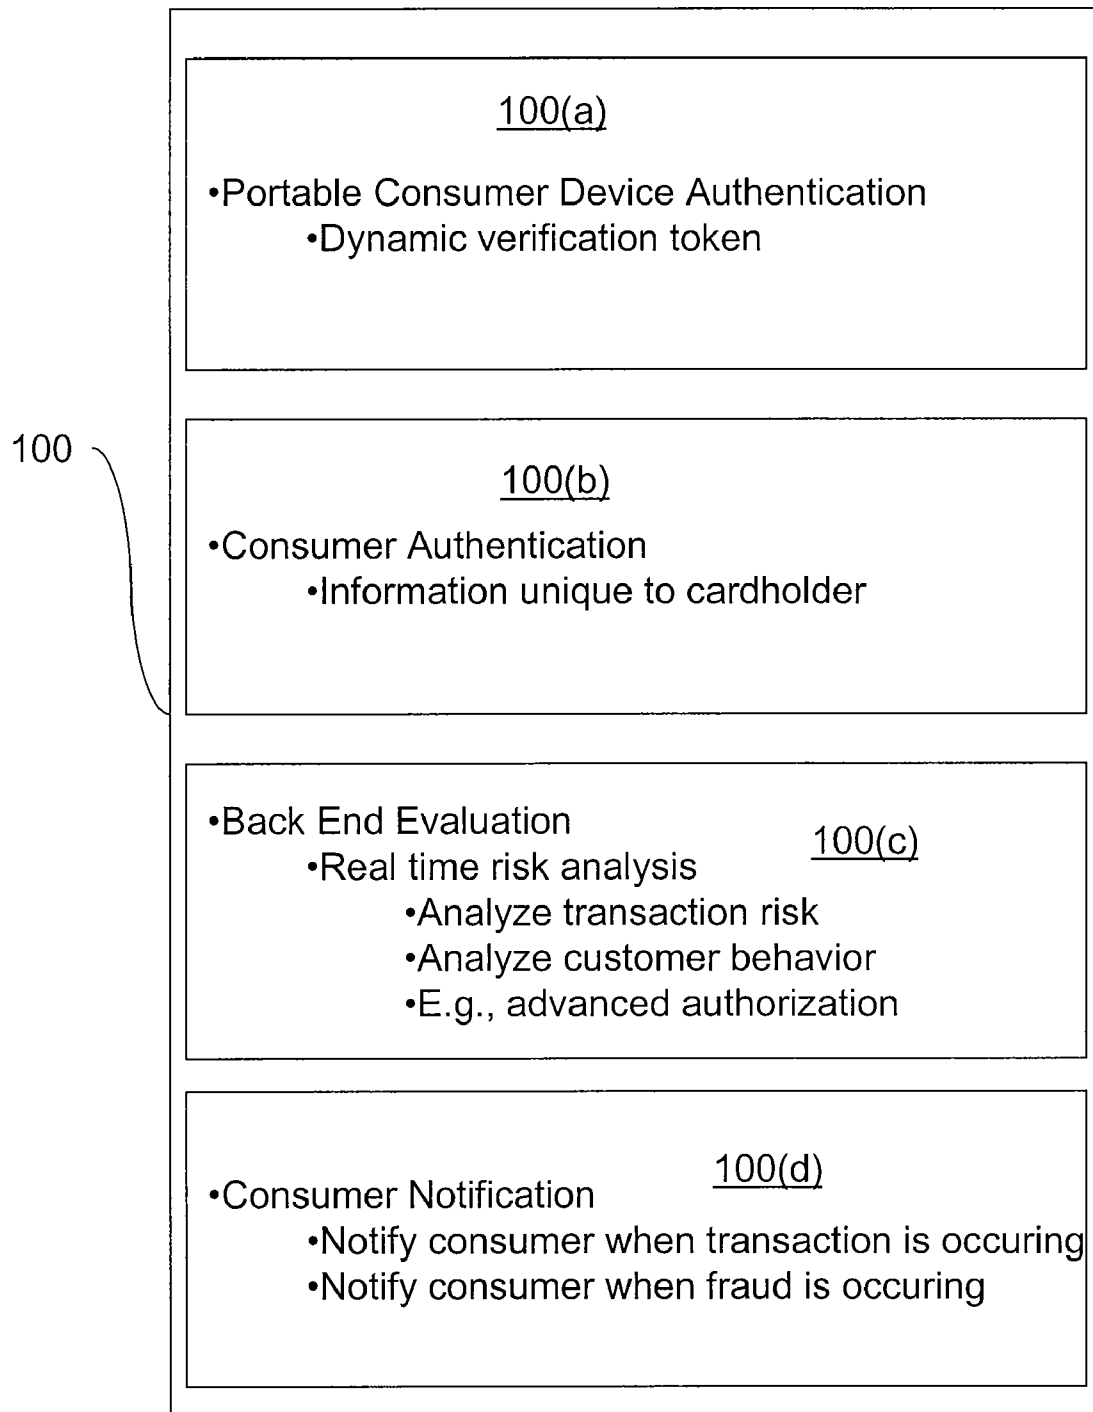 100(a)
•Portable Consumer Device Authentication
•Dynamic verification token
100
100(b)
•Consumer Authentication
•Information unique to cardholder
•Back End Evaluation
100(c)
•Real time risk analysis
•Analyze transaction risk
•Analyze customer behavior
•E.g., advanced authorization
100(d)
•Consumer Notification
•Notify consumer when transaction is occuring
•Notify consumer when fraud is occuring